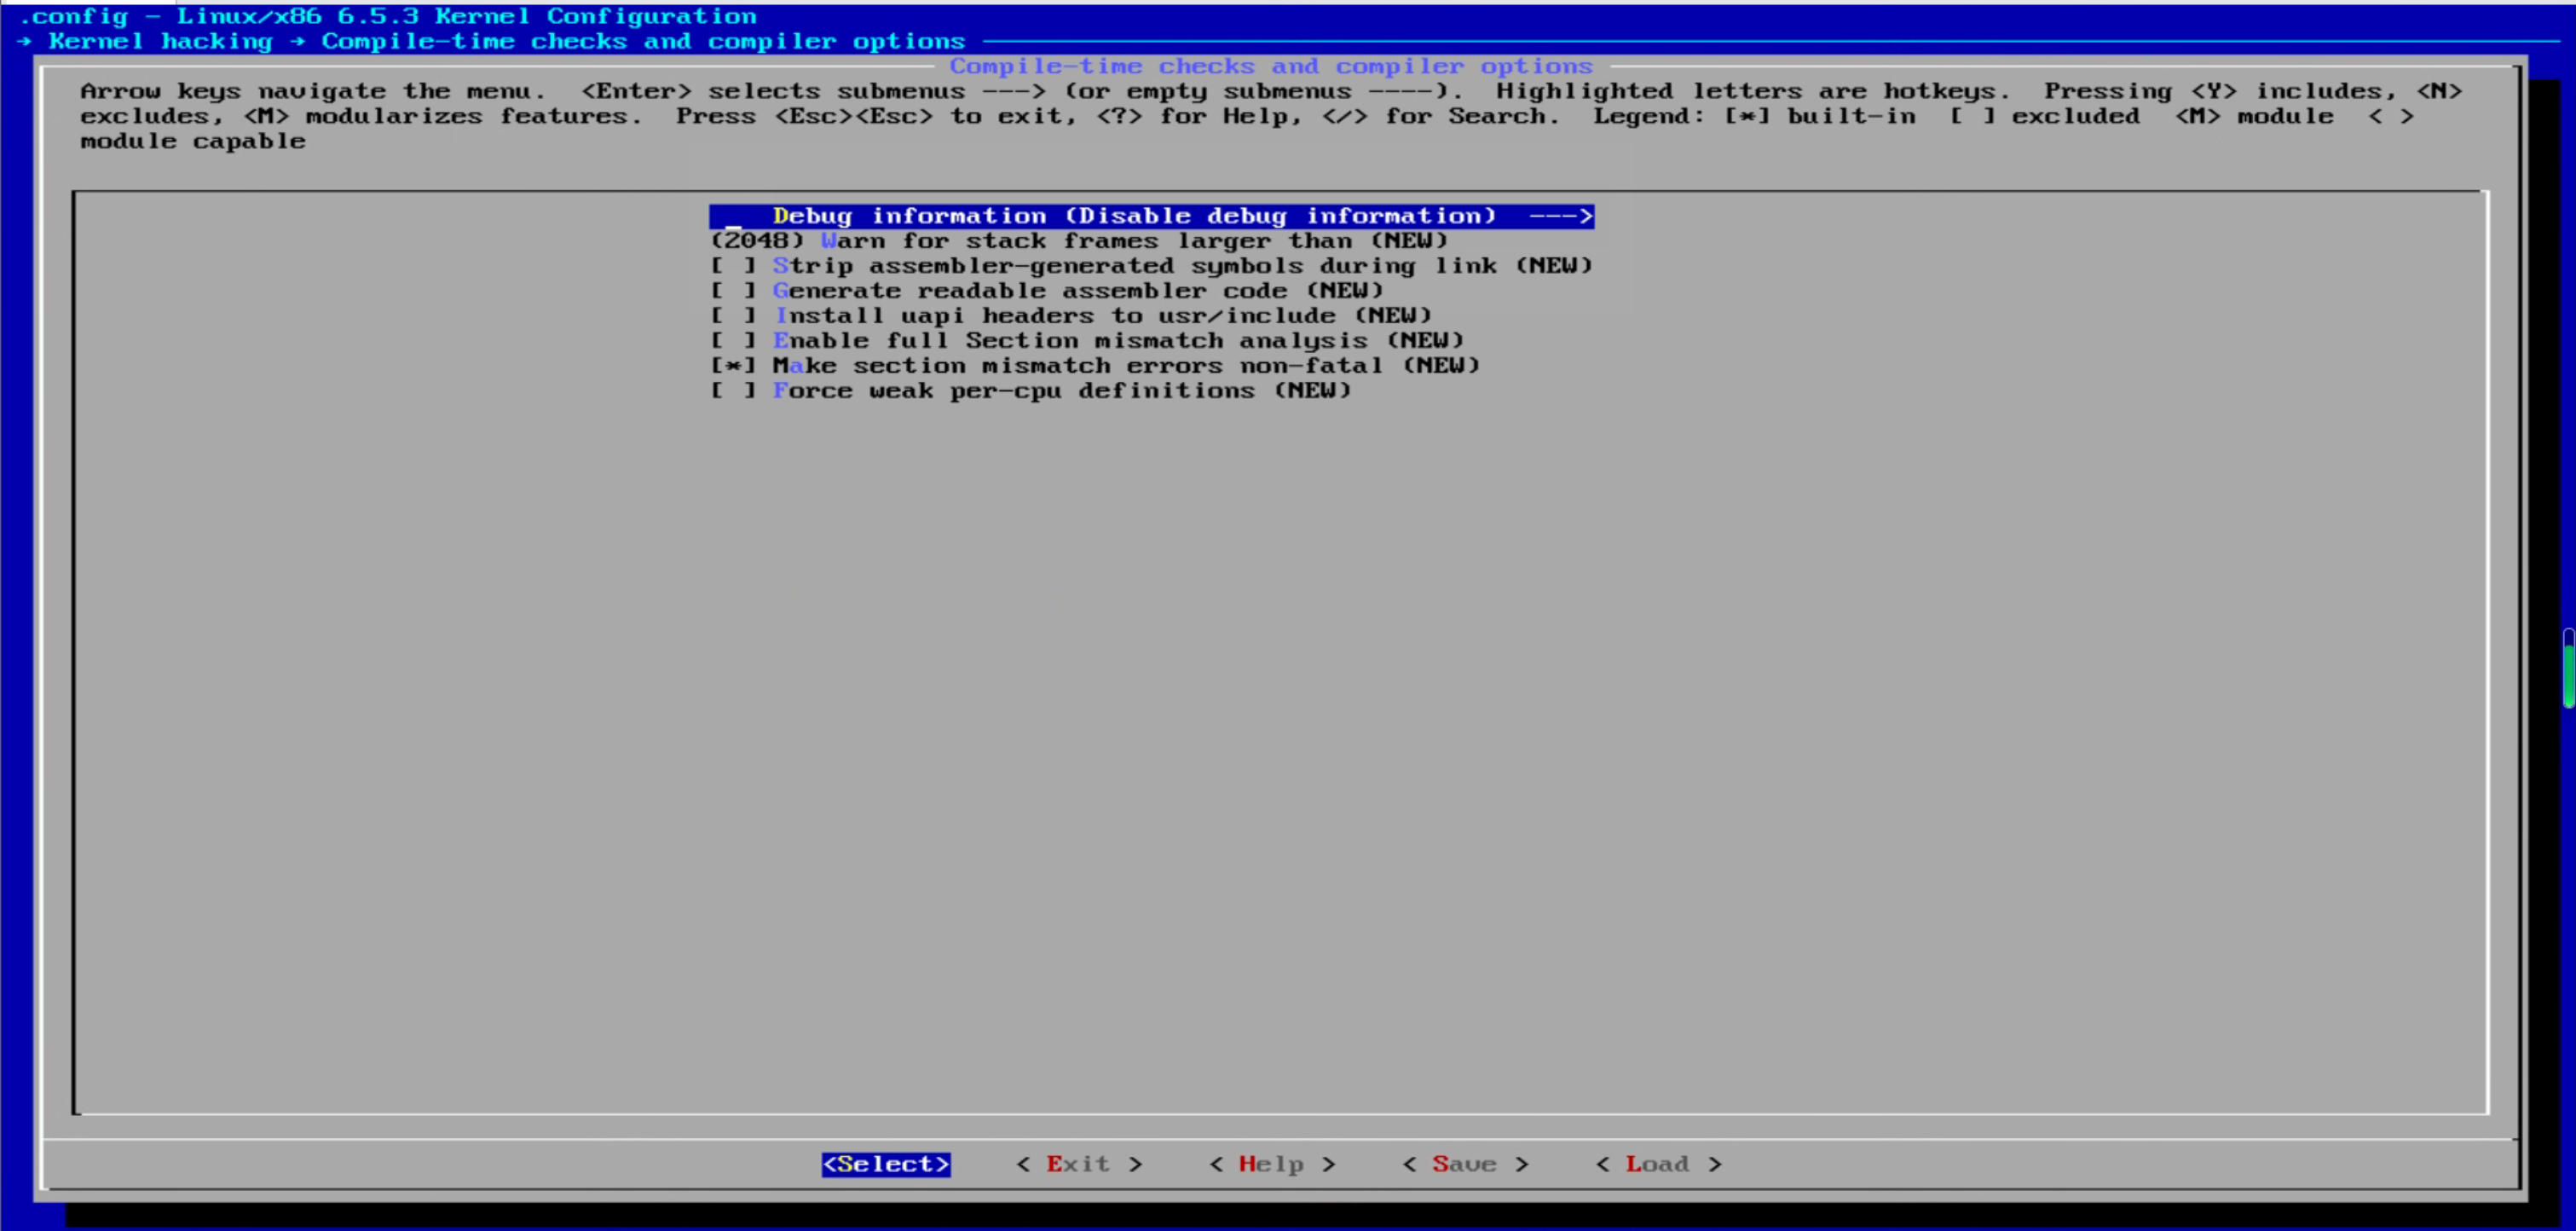 .config - Linux/x86 6.5.3 Kernel Configuration
→ Kernel hacking → Compile-time checks and compiler options
Compile-time checks and compiler options
Arrow keys navigate the menu.  <Enter> selects submenus ---> (or empty submenus ----).  Highlighted letters are hotkeys.  Pressing <Y> includes, <N>
excludes, <M> modularizes features.  Press <Esc><Esc> to exit, <?> for Help, </> for Search.  Legend: [*] built-in  [ ] excluded  <M> module  < >
module capable
Debug information (Disable debug information)  --->
(2048) Warn for stack frames larger than (NEW)
[ ] Strip assembler-generated symbols during link (NEW)
[ ] Generate readable assembler code (NEW)
[ ] Install uapi headers to usr/include (NEW)
[ ] Enable full Section mismatch analysis (NEW)
[*] Make section mismatch errors non-fatal (NEW)
[ ] Force weak per-cpu definitions (NEW)
<Select>    < Exit >    < Help >    < Save >    < Load >